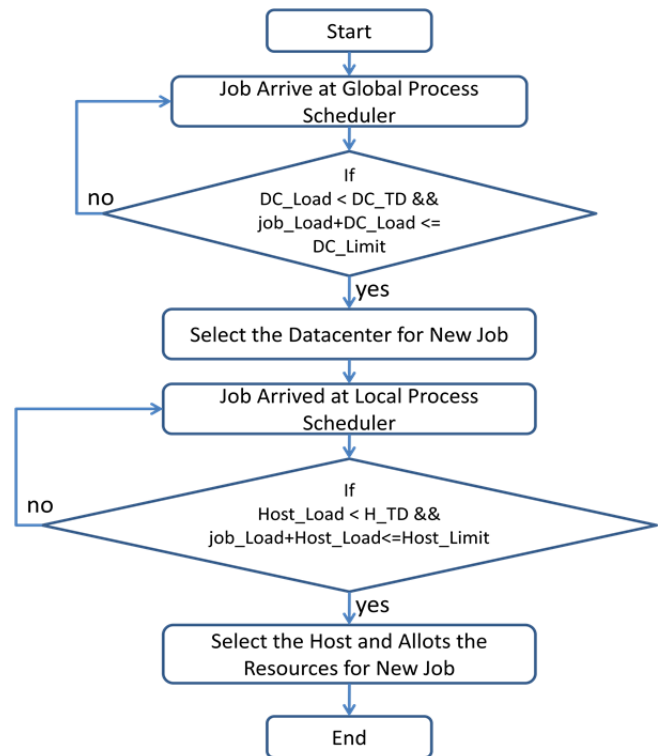 Start
Job Arrive at Global Process
Scheduler
If
DC_Load < DC_TD &&
job_Load+DC_Load <=
DC_Limit
no
yes
Select the Datacenter for New Job
Job Arrived at Local Process
Scheduler
If
Host_Load < H_TD &&
job_Load+Host_Load<=Host_Limit
no
yes
Select the Host and Allots the
Resources for New Job
End